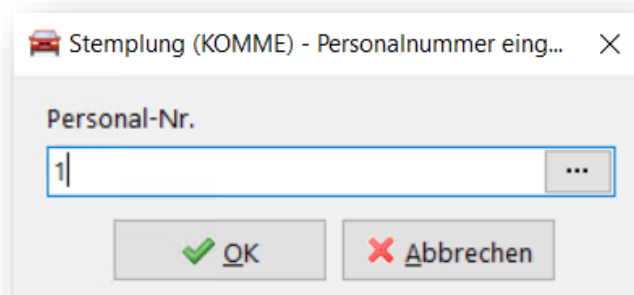 Stemplung (KOMME) - Personalnummer eing...
Personal-Nr.
1
...
OK
Abbrechen